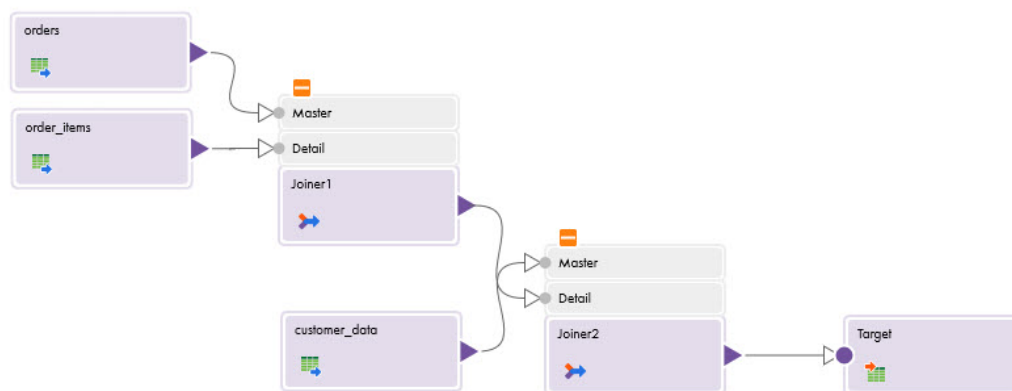 orders
order_items
Master
Detail
Joiner1
customer_data
Master
Detail
Joiner2
Target